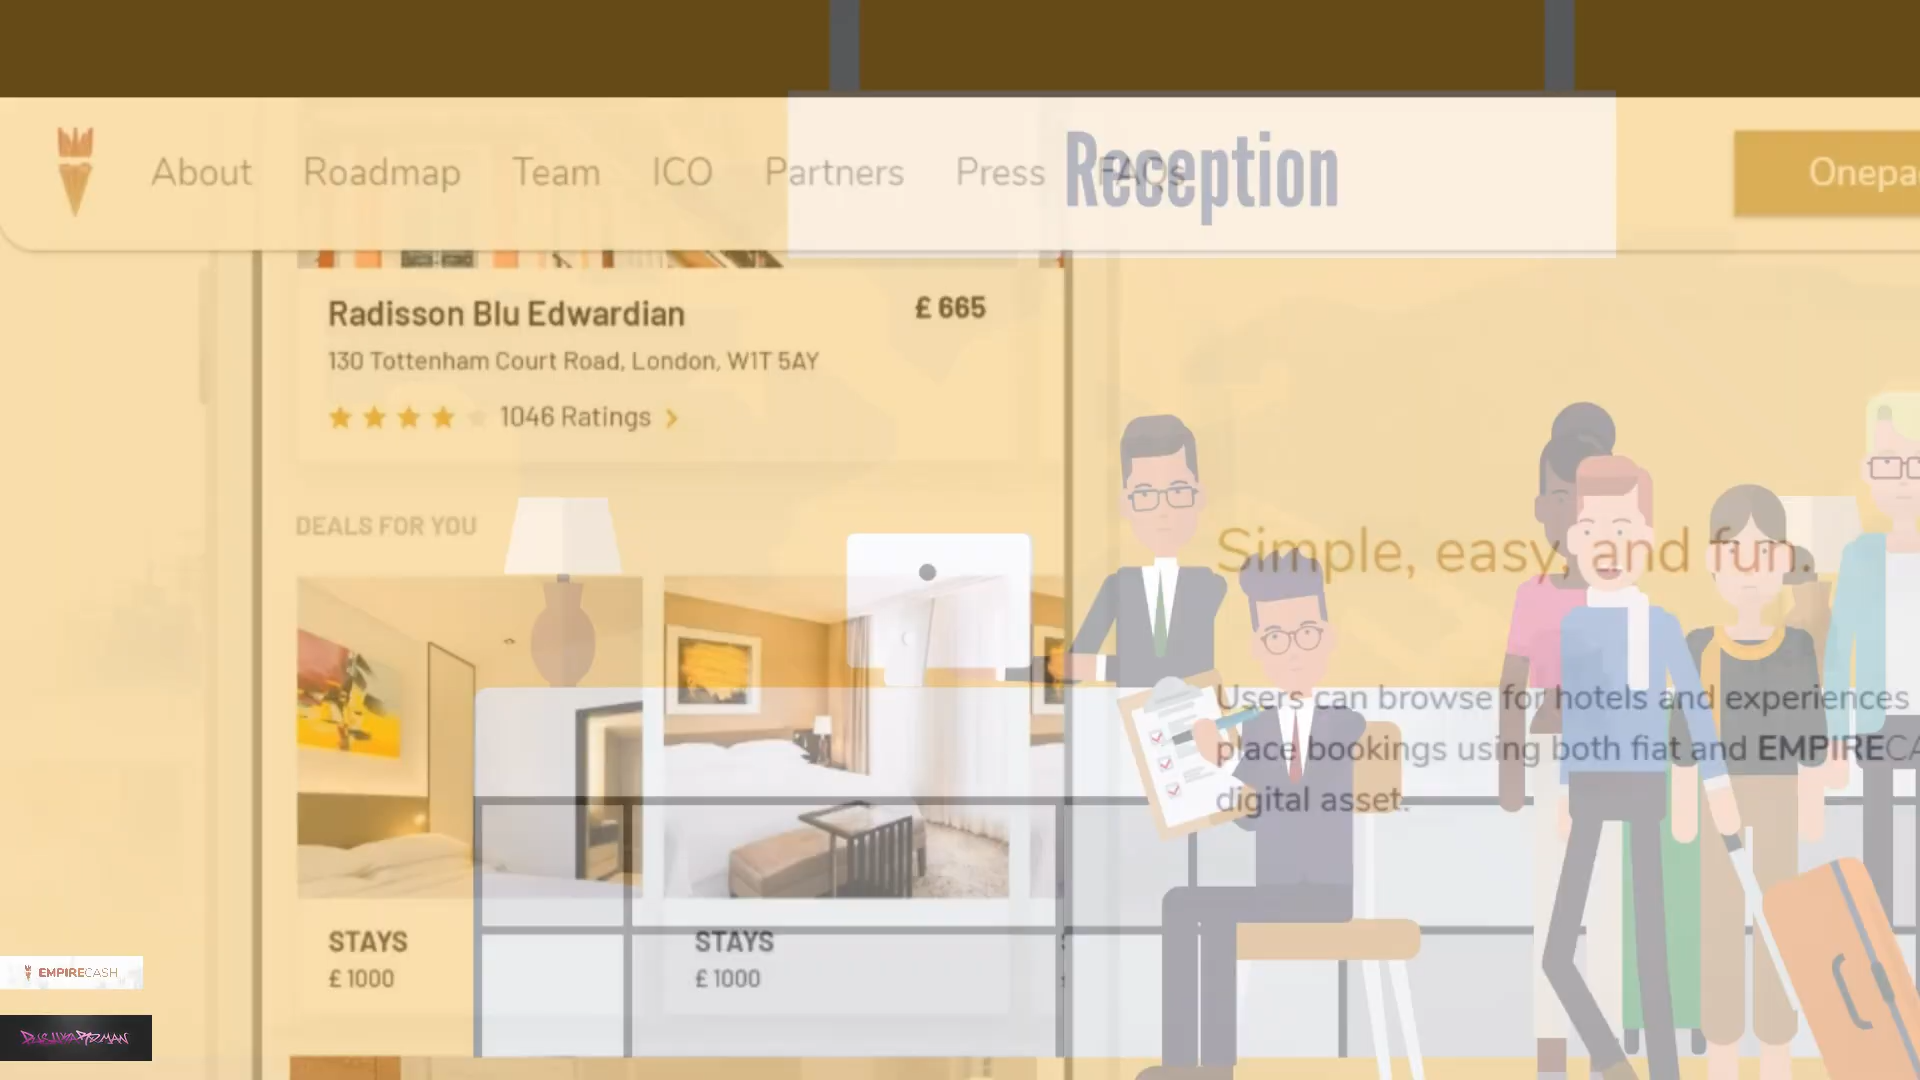 About Roadmap Team ICO Partners Press FAQs
Reception
Onepa
Radisson Blu Edwardian £ 665
130 Tottenham Court Road, London, W1T 5AY
1046 Ratings
DEALS FOR YOU
Simple, easy, and fun.
Users can browse for hotels and experiences
place bookings using both fiat and EMPIRECA
digital asset.
STAYS STAYS
£ 1000 £ 1000
EMPIRECASH